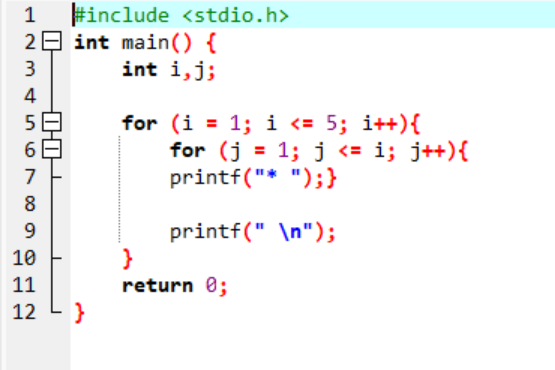 1 #include <stdio.h>
2 int main() {
3 int i,j;
4
5 for (i = 1; i <= 5; i++){
6 for (j = 1; j <= i; j++){
7 printf("* ");}
8
9 printf(" \n");
10 }
11 return 0;
12 }